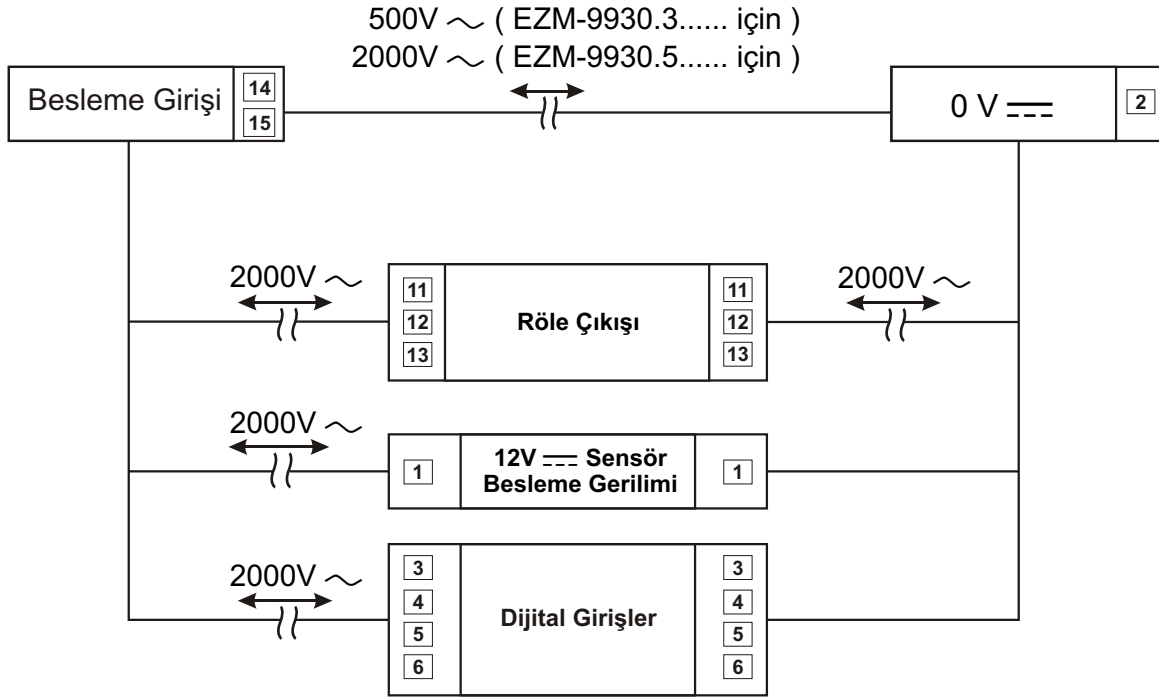 500V ~ ( EZM-9930.3...... için )
2000V ~ ( EZM-9930.5...... için )
Besleme Girişi 14
15
0 V ⎓ 2
2000V ~
2000V ~
11
12
13
Röle Çıkışı
11
12
13
2000V ~
1
12V ⎓ Sensör
Besleme Gerilimi
1
2000V ~
3
4
5
6
Dijital Girişler
3
4
5
6